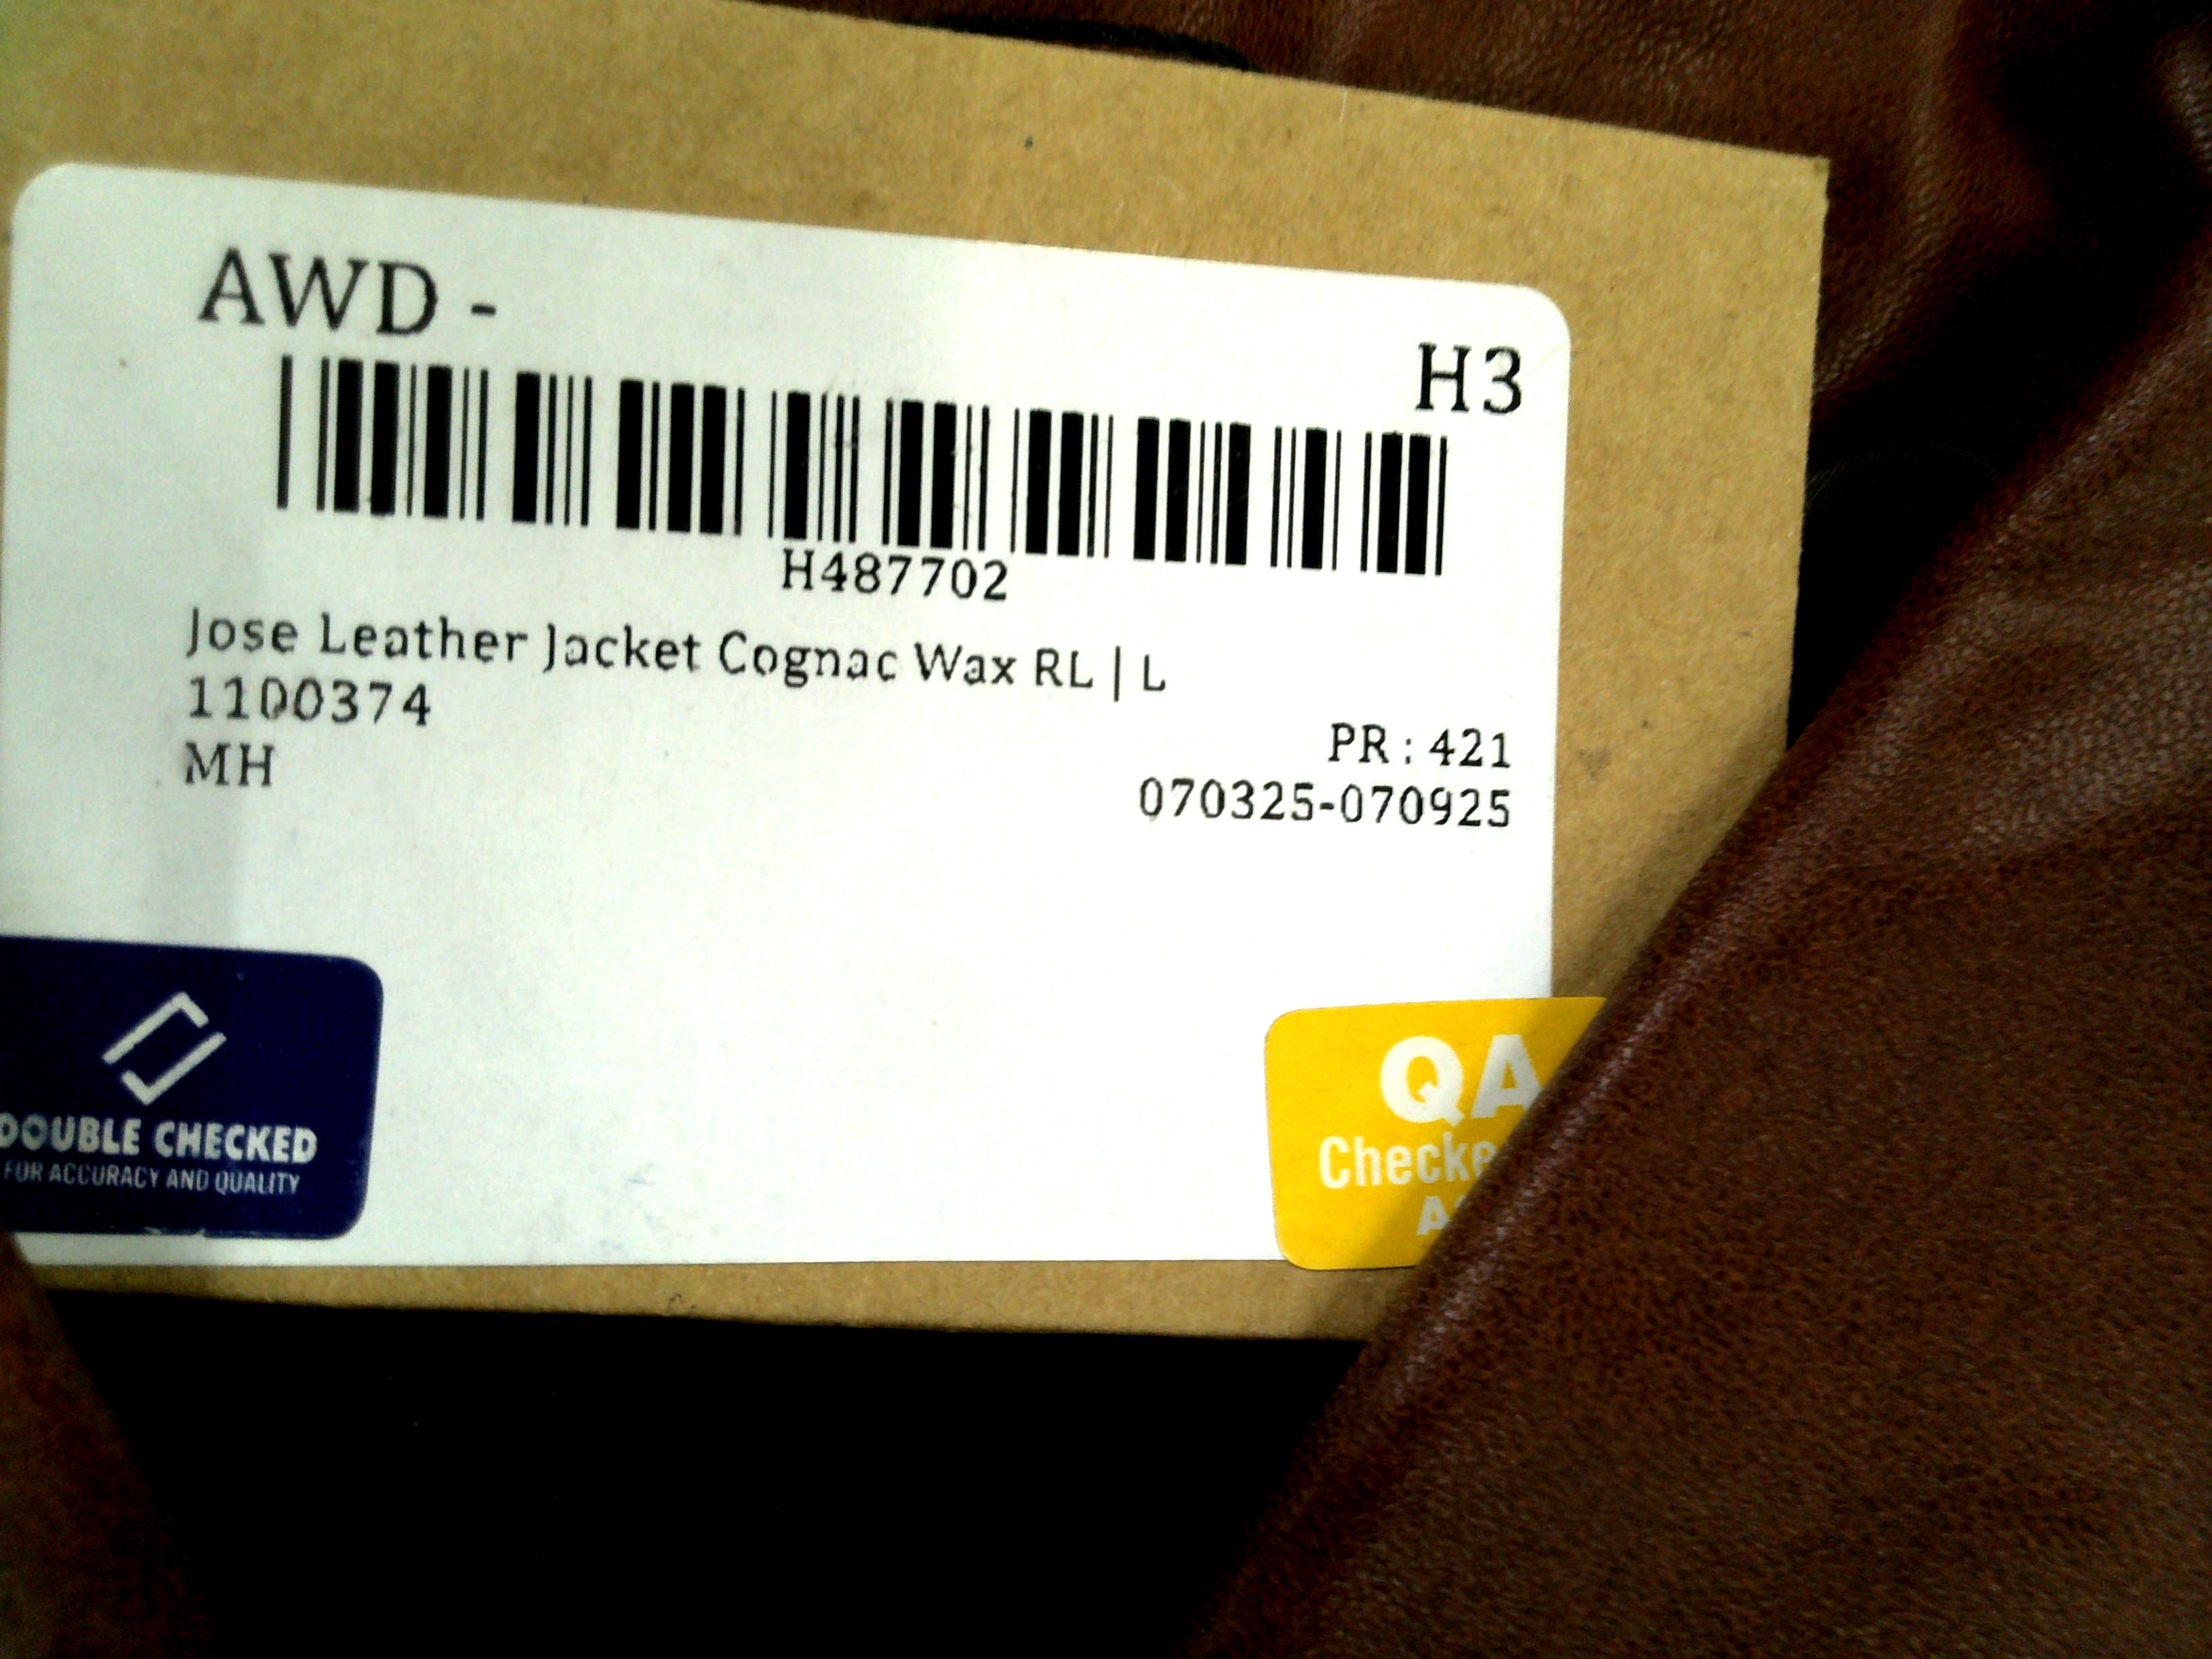 AWD -
H3
H487702
Jose Leather Jacket Cognac Wax RL | L
1100374
PR : 421
MH
070325-070925
DOUBLE CHECKED
FOR ACCURACY AND QUALITY
QA